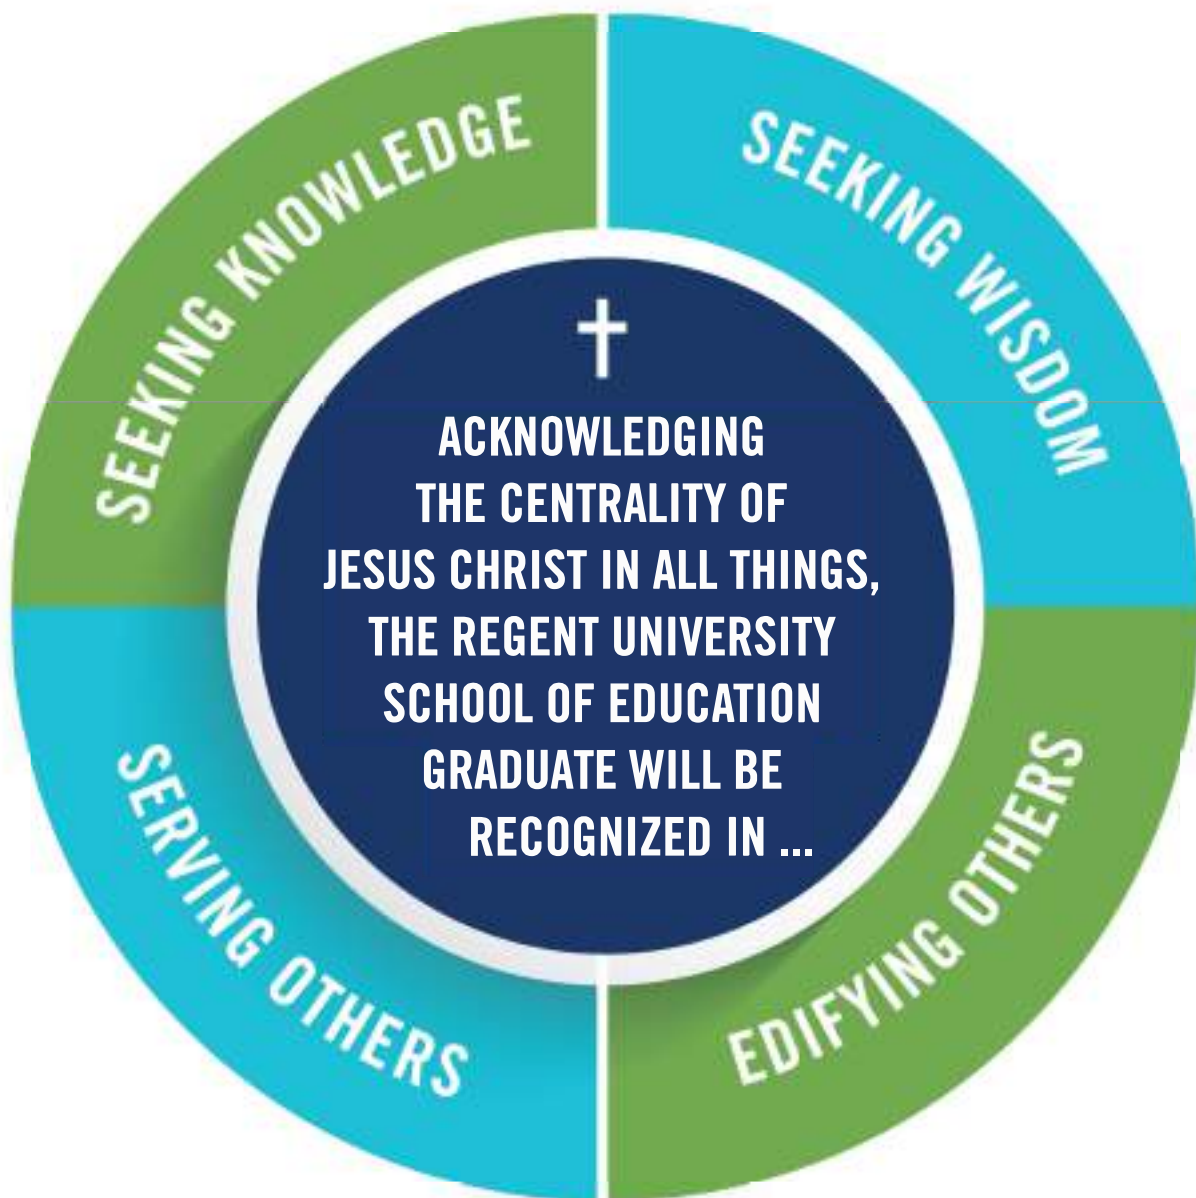 SEEKING KNOWLEDGE
SEEKING WISDOM
ACKNOWLEDGING
THE CENTRALITY OF
JESUS CHRIST IN ALL THINGS,
THE REGENT UNIVERSITY
SCHOOL OF EDUCATION
GRADUATE WILL BE
RECOGNIZED IN ...
SERVING OTHERS
EDIFYING OTHERS